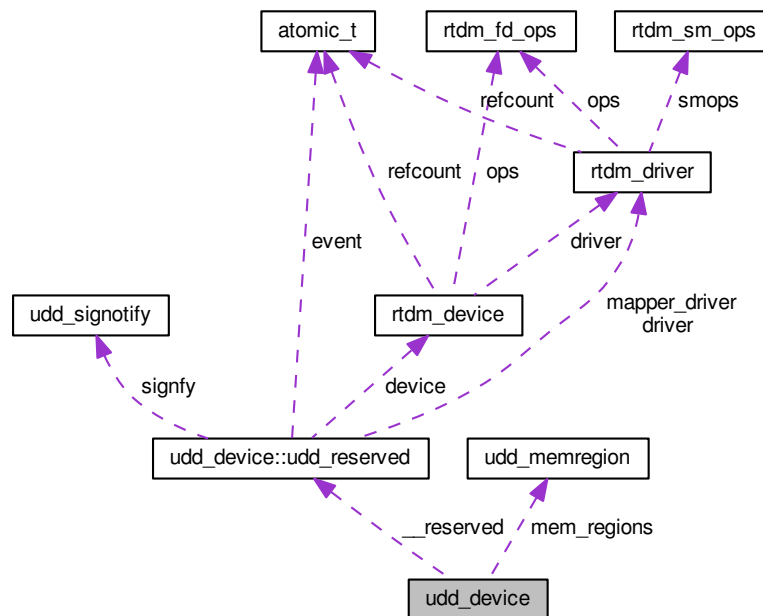 atomic_t
rtdm_fd_ops
rtdm_sm_ops
refcount
ops
smops
rtdm_driver
refcount
ops
event
driver
udd_signotify
rtdm_device
mapper_driver
driver
signfy
device
udd_device::udd_reserved
udd_memregion
__reserved
mem_regions
udd_device